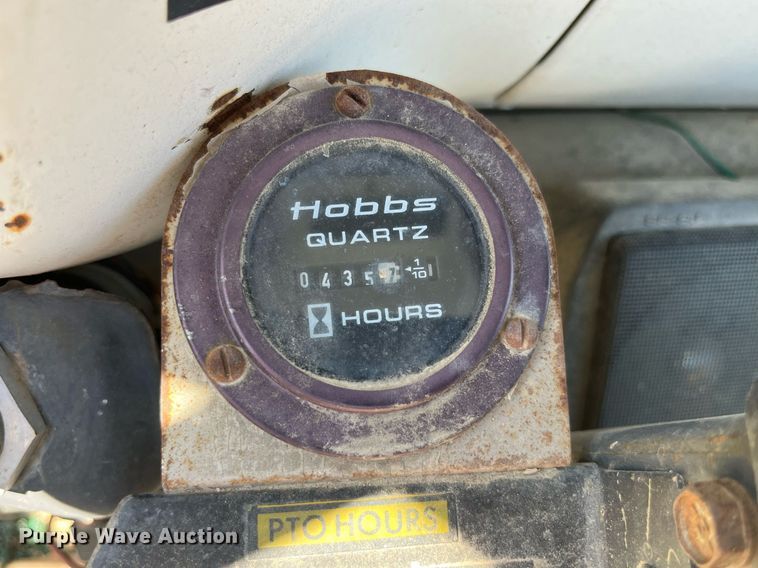 Hobbs
QUARTZ
0435 1/10
HOURS
PTO HOURS
Purple Wave Auction